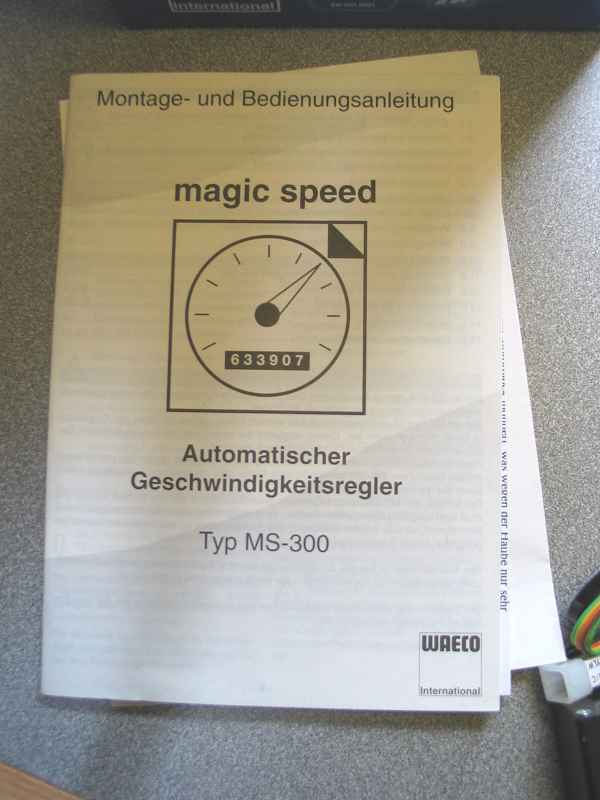 International
Montage- und Bedienungsanleitung
magic speed
633907
Automatischer
Geschwindigkeitsregler
Typ MS-300
was wegen der Haube nur sehr
WAECO
International